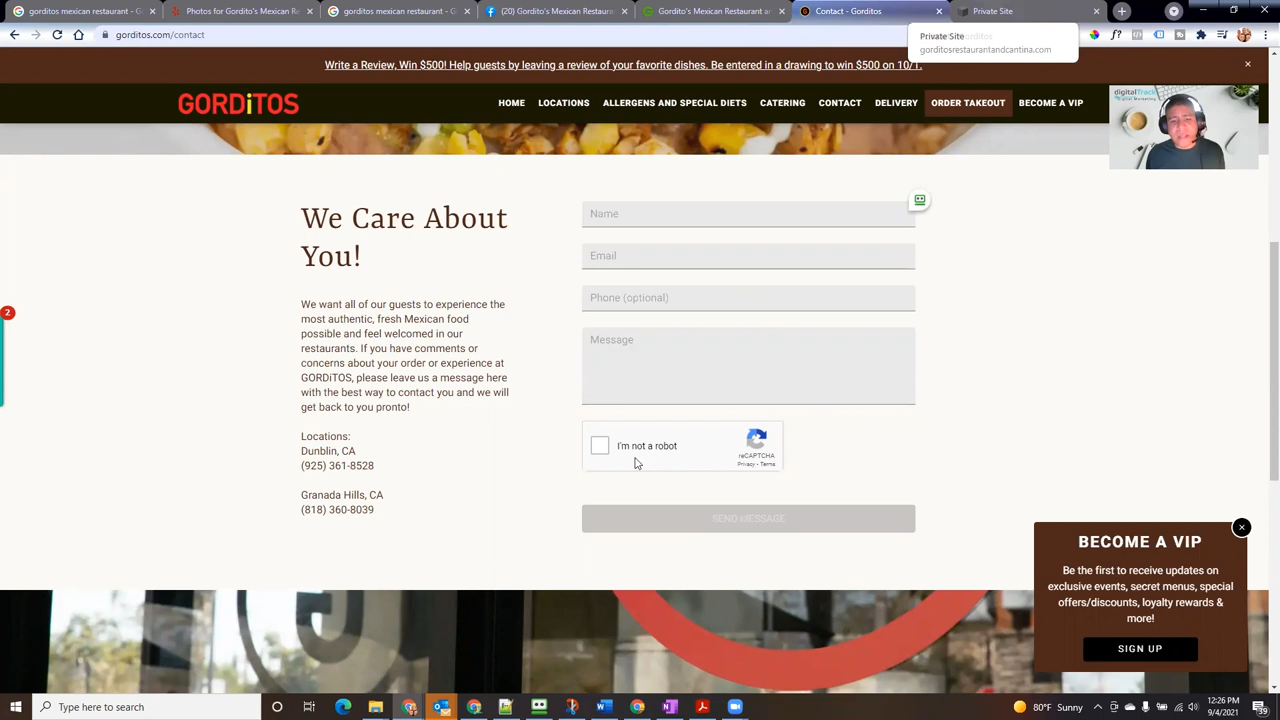 gorditos mexican restaurant - G
Photos for Gorditos Mexican R
gordito mexican restaurant - Go
(20) Gordito's Mexican Restaura
Gordito's Mexican Restaurant
Contact - Gorditos
Private Site
gorditos.com/contact
Private Site
gorditosrestaurantandcantina.com
Write a Review, Win $500! Help guests by leaving a review of your favorite dishes. Be entered in a drawing to win $500 on 10/1.
GORDiTOS
HOME
LOCATIONS
ALLERGENS AND SPECIAL DIETS
CATERING
CONTACT
DELIVERY
ORDER TAKEOUT
BECOME A VIP
digitalTrack
Digital Marketing
We Care About
You!
We want all of our guests to experience the
most authentic, fresh Mexican food
possible and feel welcomed in our
restaurants. If you have comments or
concerns about your order or experience at
GORDiTOS, please leave us a message here
with the best way to contact you and we will
get back to you pronto!
Locations:
Dunblin, CA
(925) 361-8528
Granada Hills, CA
(818) 360-8039
Name
Email
Phone (optional)
Message
I'm not a robot
reCAPTCHA
Privacy - Terms
SEND MESSAGE
2
BECOME A VIP
Be the first to receive updates on
exclusive events, secret menus, special
offers/discounts, loyalty rewards &
more!
SIGN UP
Type here to search
80°F Sunny
12:26 PM
9/4/2021
39